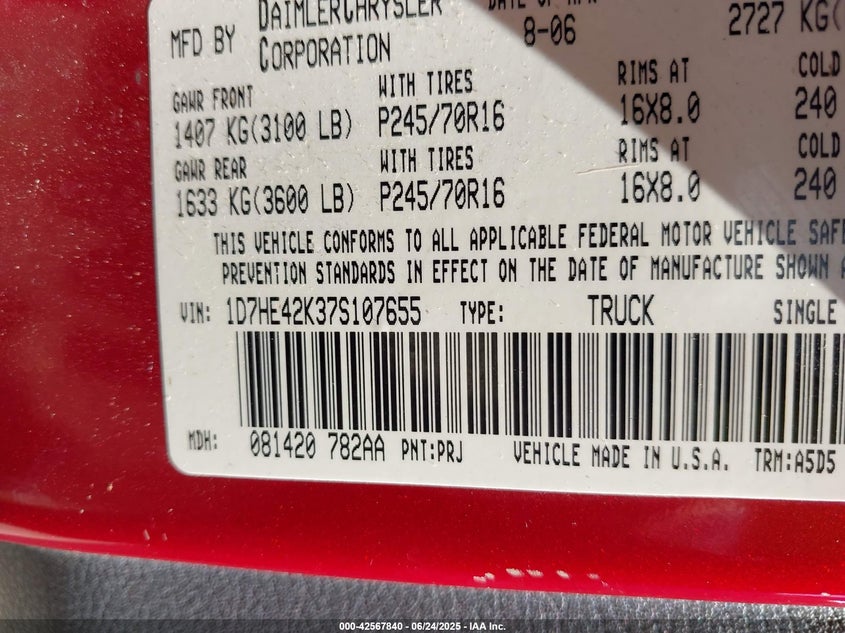 MFD BY DAIMLERCHRYSLER
CORPORATION
8-06
2727 KG(
GAWR FRONT WITH TIRES RIMS AT COLD
1407 KG(3100 LB) P245/70R16 16X8.0 240
GAWR REAR WITH TIRES RIMS AT COLD
1633 KG(3600 LB) P245/70R16 16X8.0 240
THIS VEHICLE CONFORMS TO ALL APPLICABLE FEDERAL MOTOR VEHICLE SAFE
PREVENTION STANDARDS IN EFFECT ON THE DATE OF MANUFACTURE SHOWN A
VIN: 1D7HE42K37S107655 TYPE: TRUCK SINGLE
MDH: 081420 782AA PNT:PRJ VEHICLE MADE IN U.S.A. TRM:A5D5
000-42567840 / 06/24/2025 - IAA Inc.